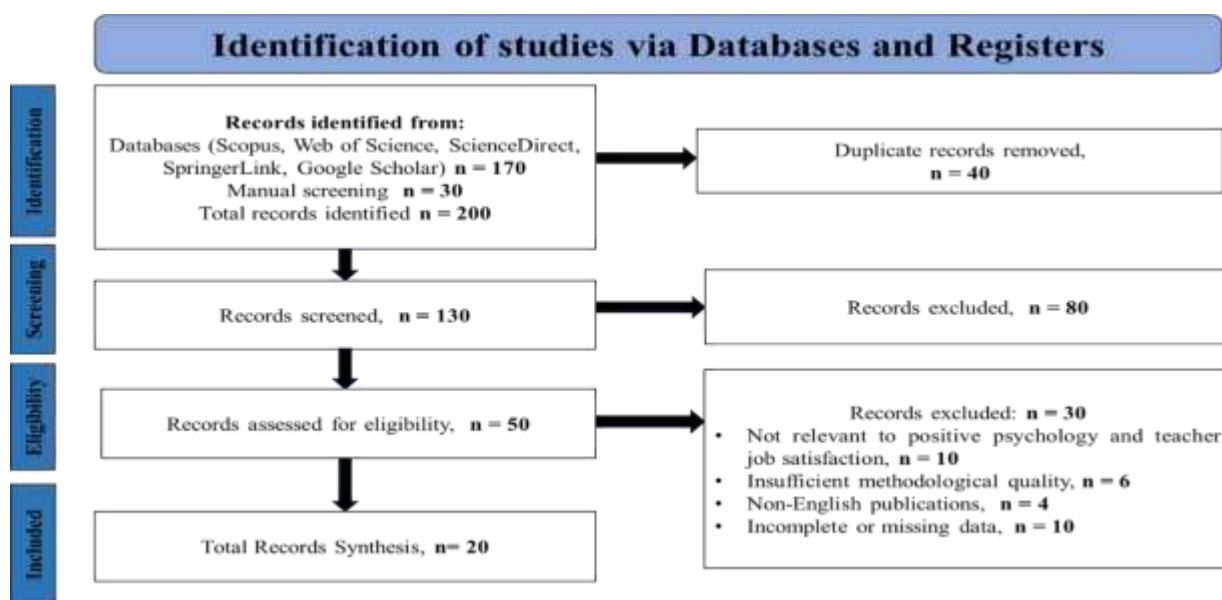 Identification of studies via Databases and Registers
Identification
Records identified from:
Databases (Scopus, Web of Science, ScienceDirect,
SpringerLink, Google Scholar) n = 170
Manual screening n = 30
Total records identified n = 200
Duplicate records removed,
n = 40
Screening
Records screened, n = 130
Records excluded, n = 80
Eligibility
Records assessed for eligibility, n = 50
Records excluded: n = 30
• Not relevant to positive psychology and teacher
job satisfaction, n = 10
• Insufficient methodological quality, n = 6
• Non-English publications, n = 4
• Incomplete or missing data, n = 10
Included
Total Records Synthesis, n= 20